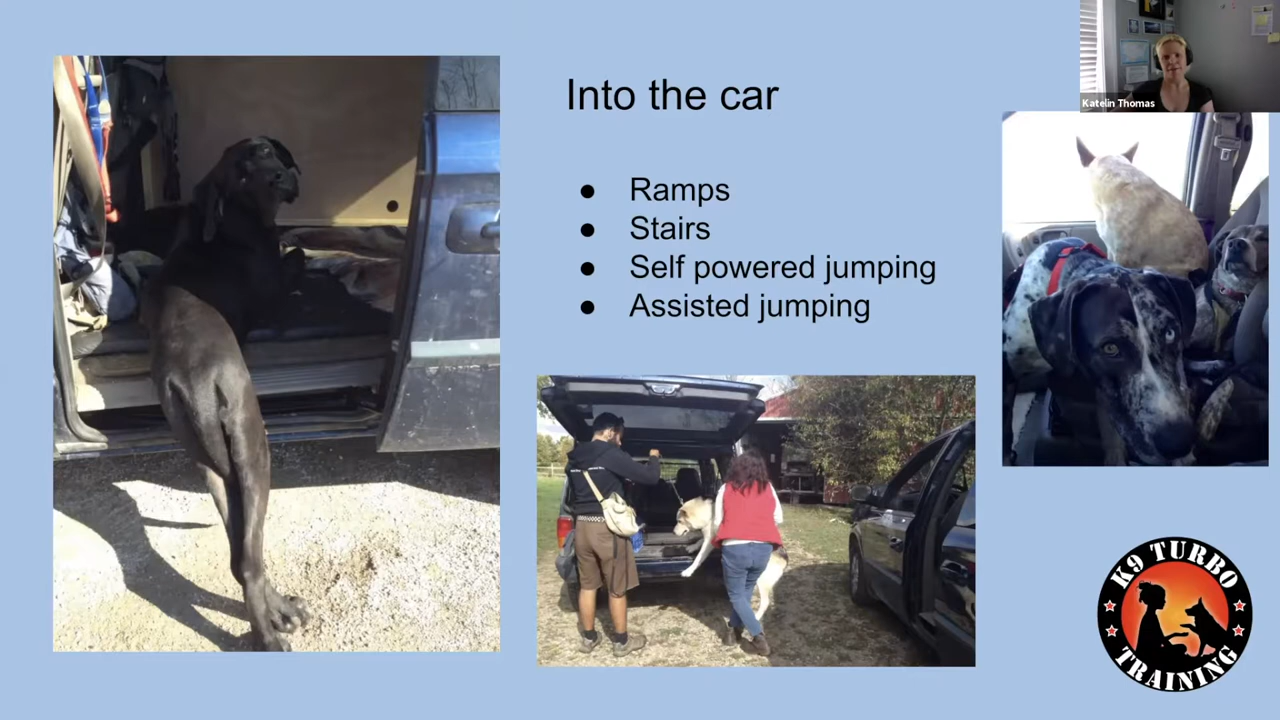 Into the car
● Ramps
● Stairs
● Self powered jumping
● Assisted jumping
Katelin Thomas
K9 TURBO
TRAINING